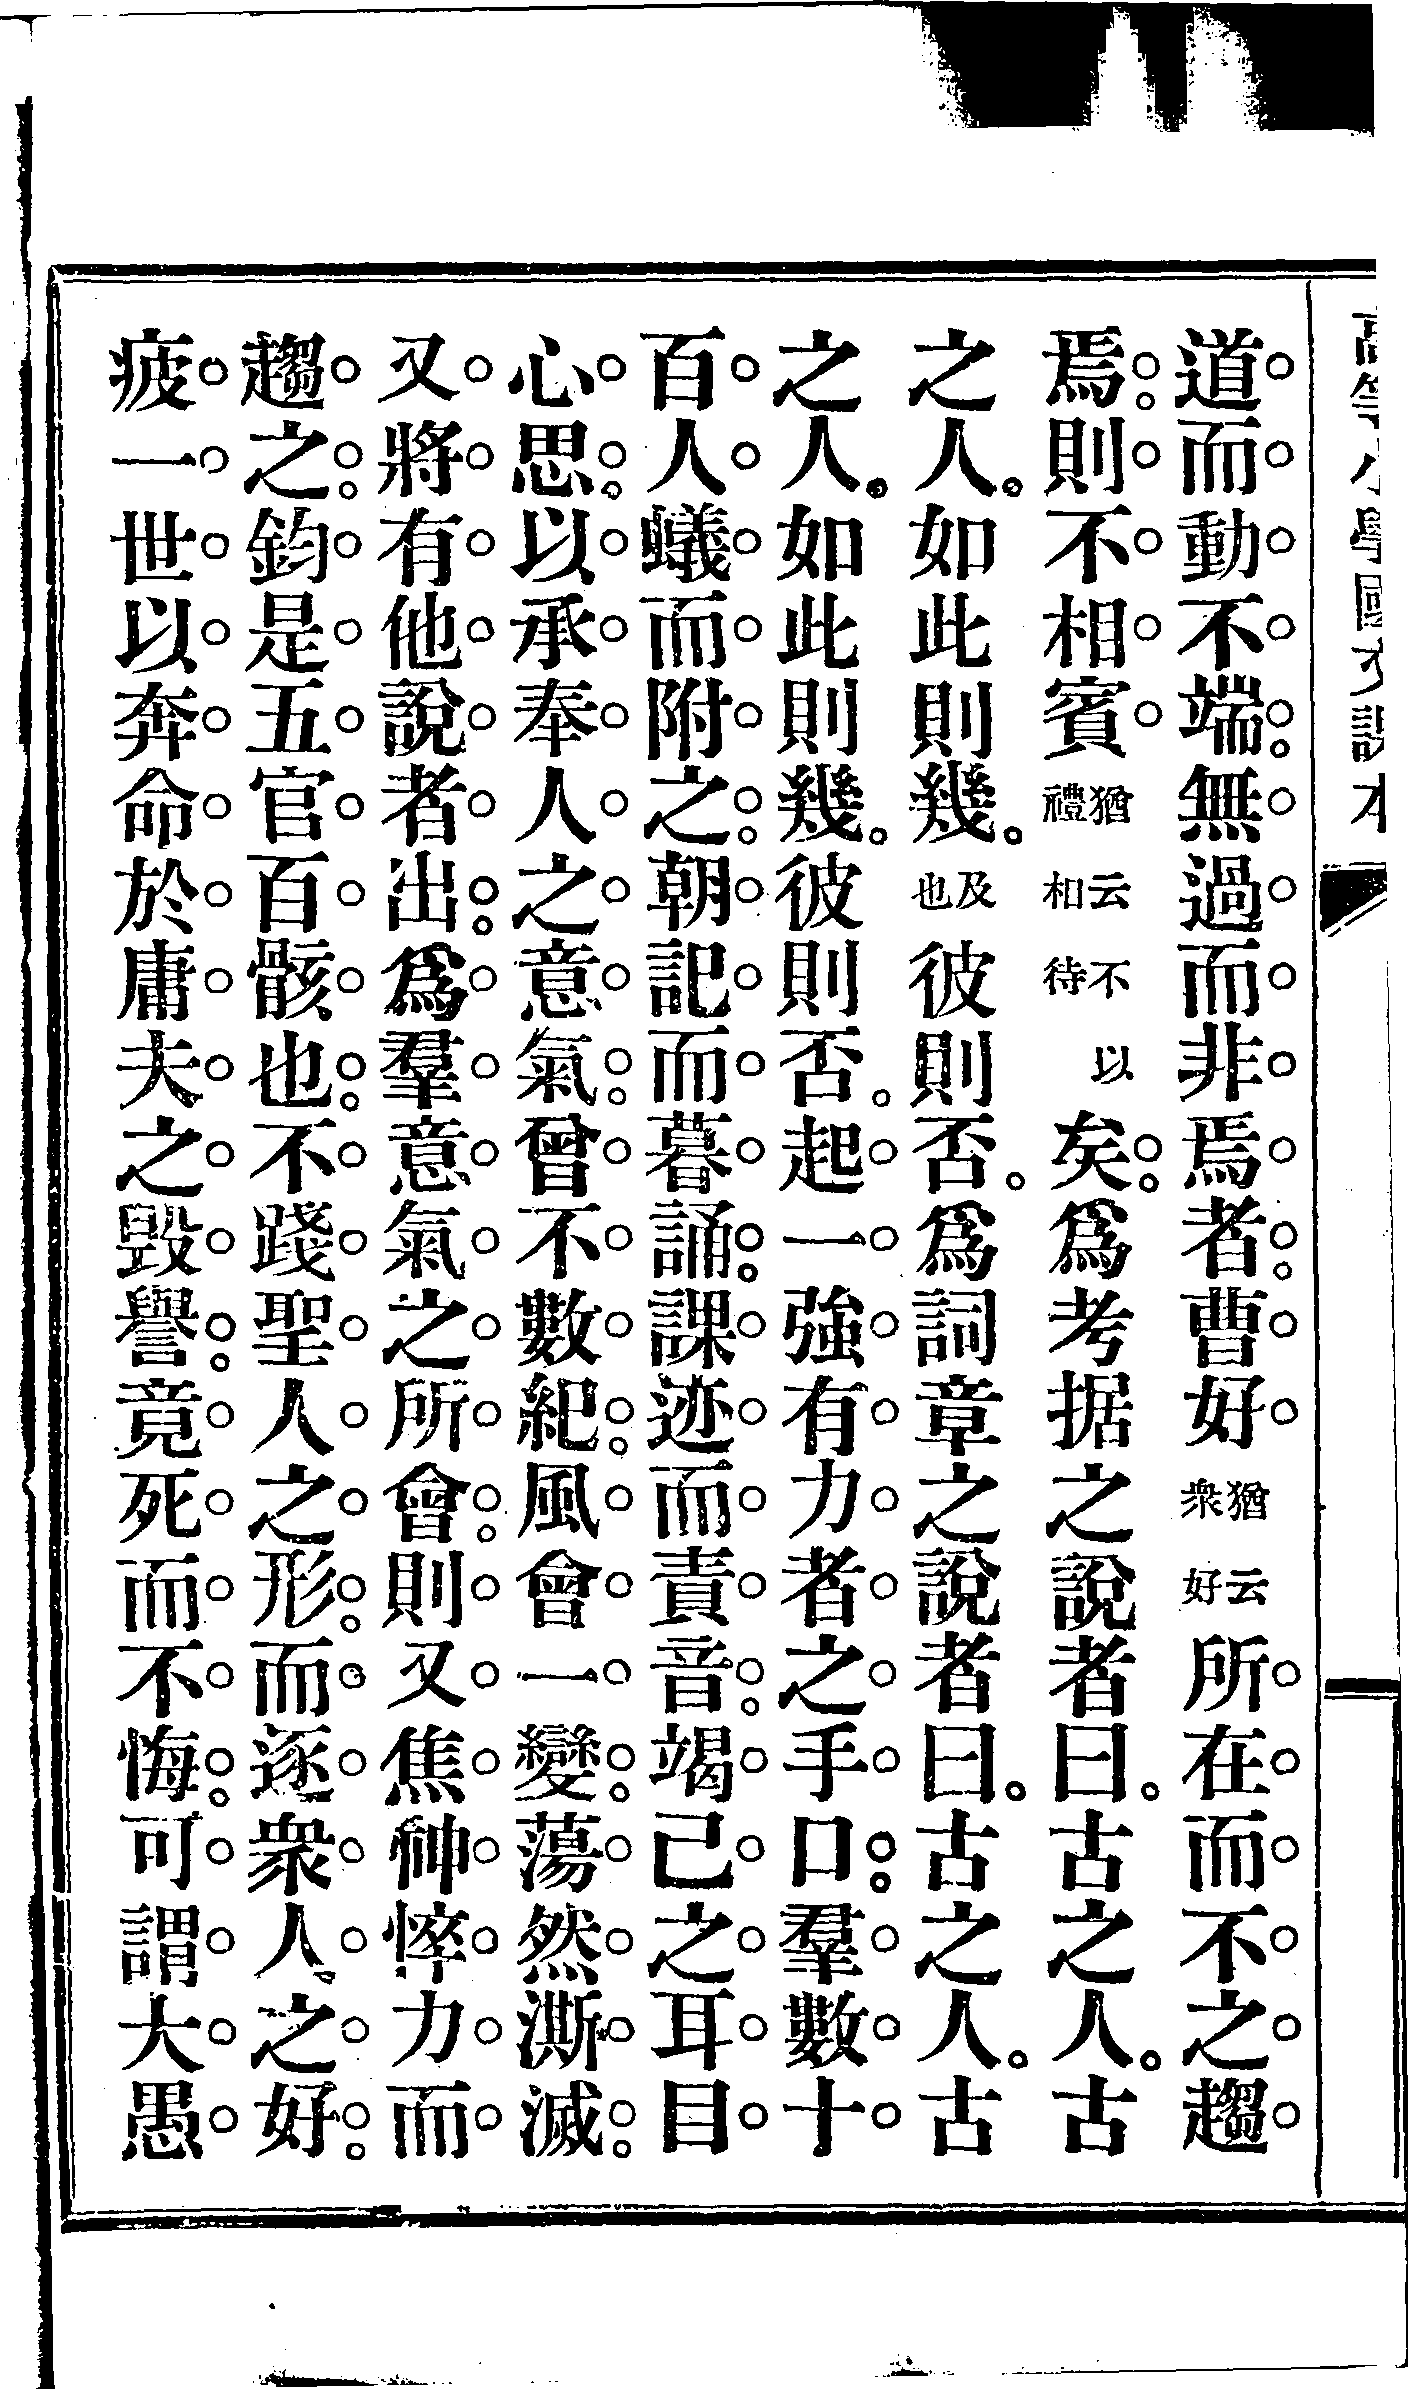 高等小學國文讀本
道而動不端。無過而非焉者。曹好猶云衆好所在而不之趨
焉。則不相賓猶云不以禮相待矣。爲考据之說者曰。古之人。古
之人。如此則幾。及也彼則否。爲詞章之說者曰。古之人。古
之人。如此則幾。彼則否。起一強有力者之手口。羣數十
百人蟻而附之。朝記而暮誦。課迹而責音。竭己之耳目
心思。以承奉人之意氣。曾不數紀。風會一變。蕩然澌滅。
又將有他說者出。爲羣意氣之所會。則又焦神悴力而
趨之。鈞是五官百骸也。不踐聖人之形。而逐衆人之好。
疲一世以奔命於庸夫之毀譽。竟死而不悔。可謂大愚